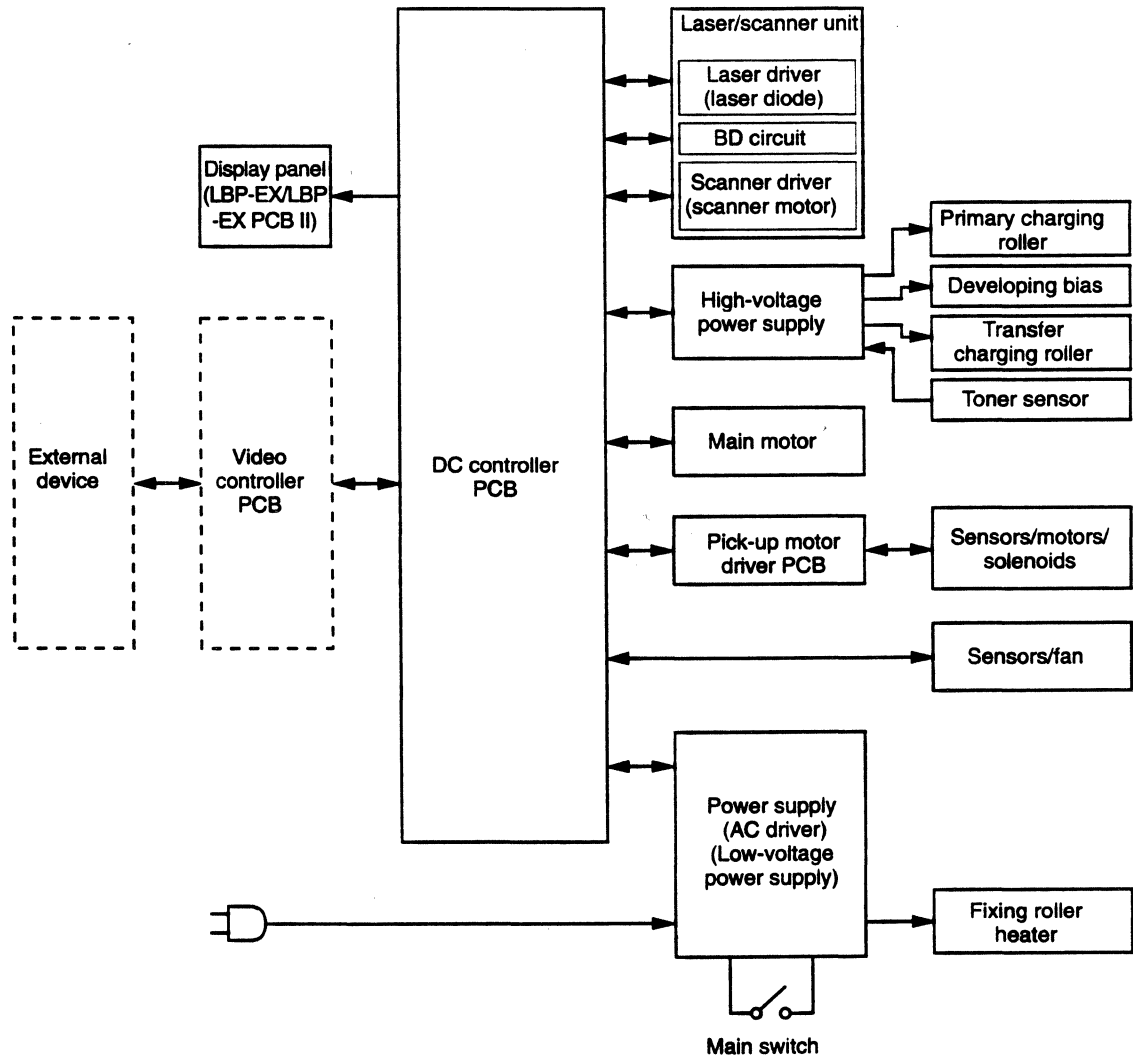 Laser/scanner unit
Laser driver
(laser diode)
BD circuit
Scanner driver
(scanner motor)
Display panel
(LBP-EX/LBP
-EX PCB II)
Primary charging
roller
Developing bias
Transfer
charging roller
Toner sensor
High-voltage
power supply
Main motor
External
device
Video
controller
PCB
DC controller
PCB
Pick-up motor
driver PCB
Sensors/motors/
solenoids
Sensors/fan
Power supply
(AC driver)
(Low-voltage
power supply)
Fixing roller
heater
Main switch